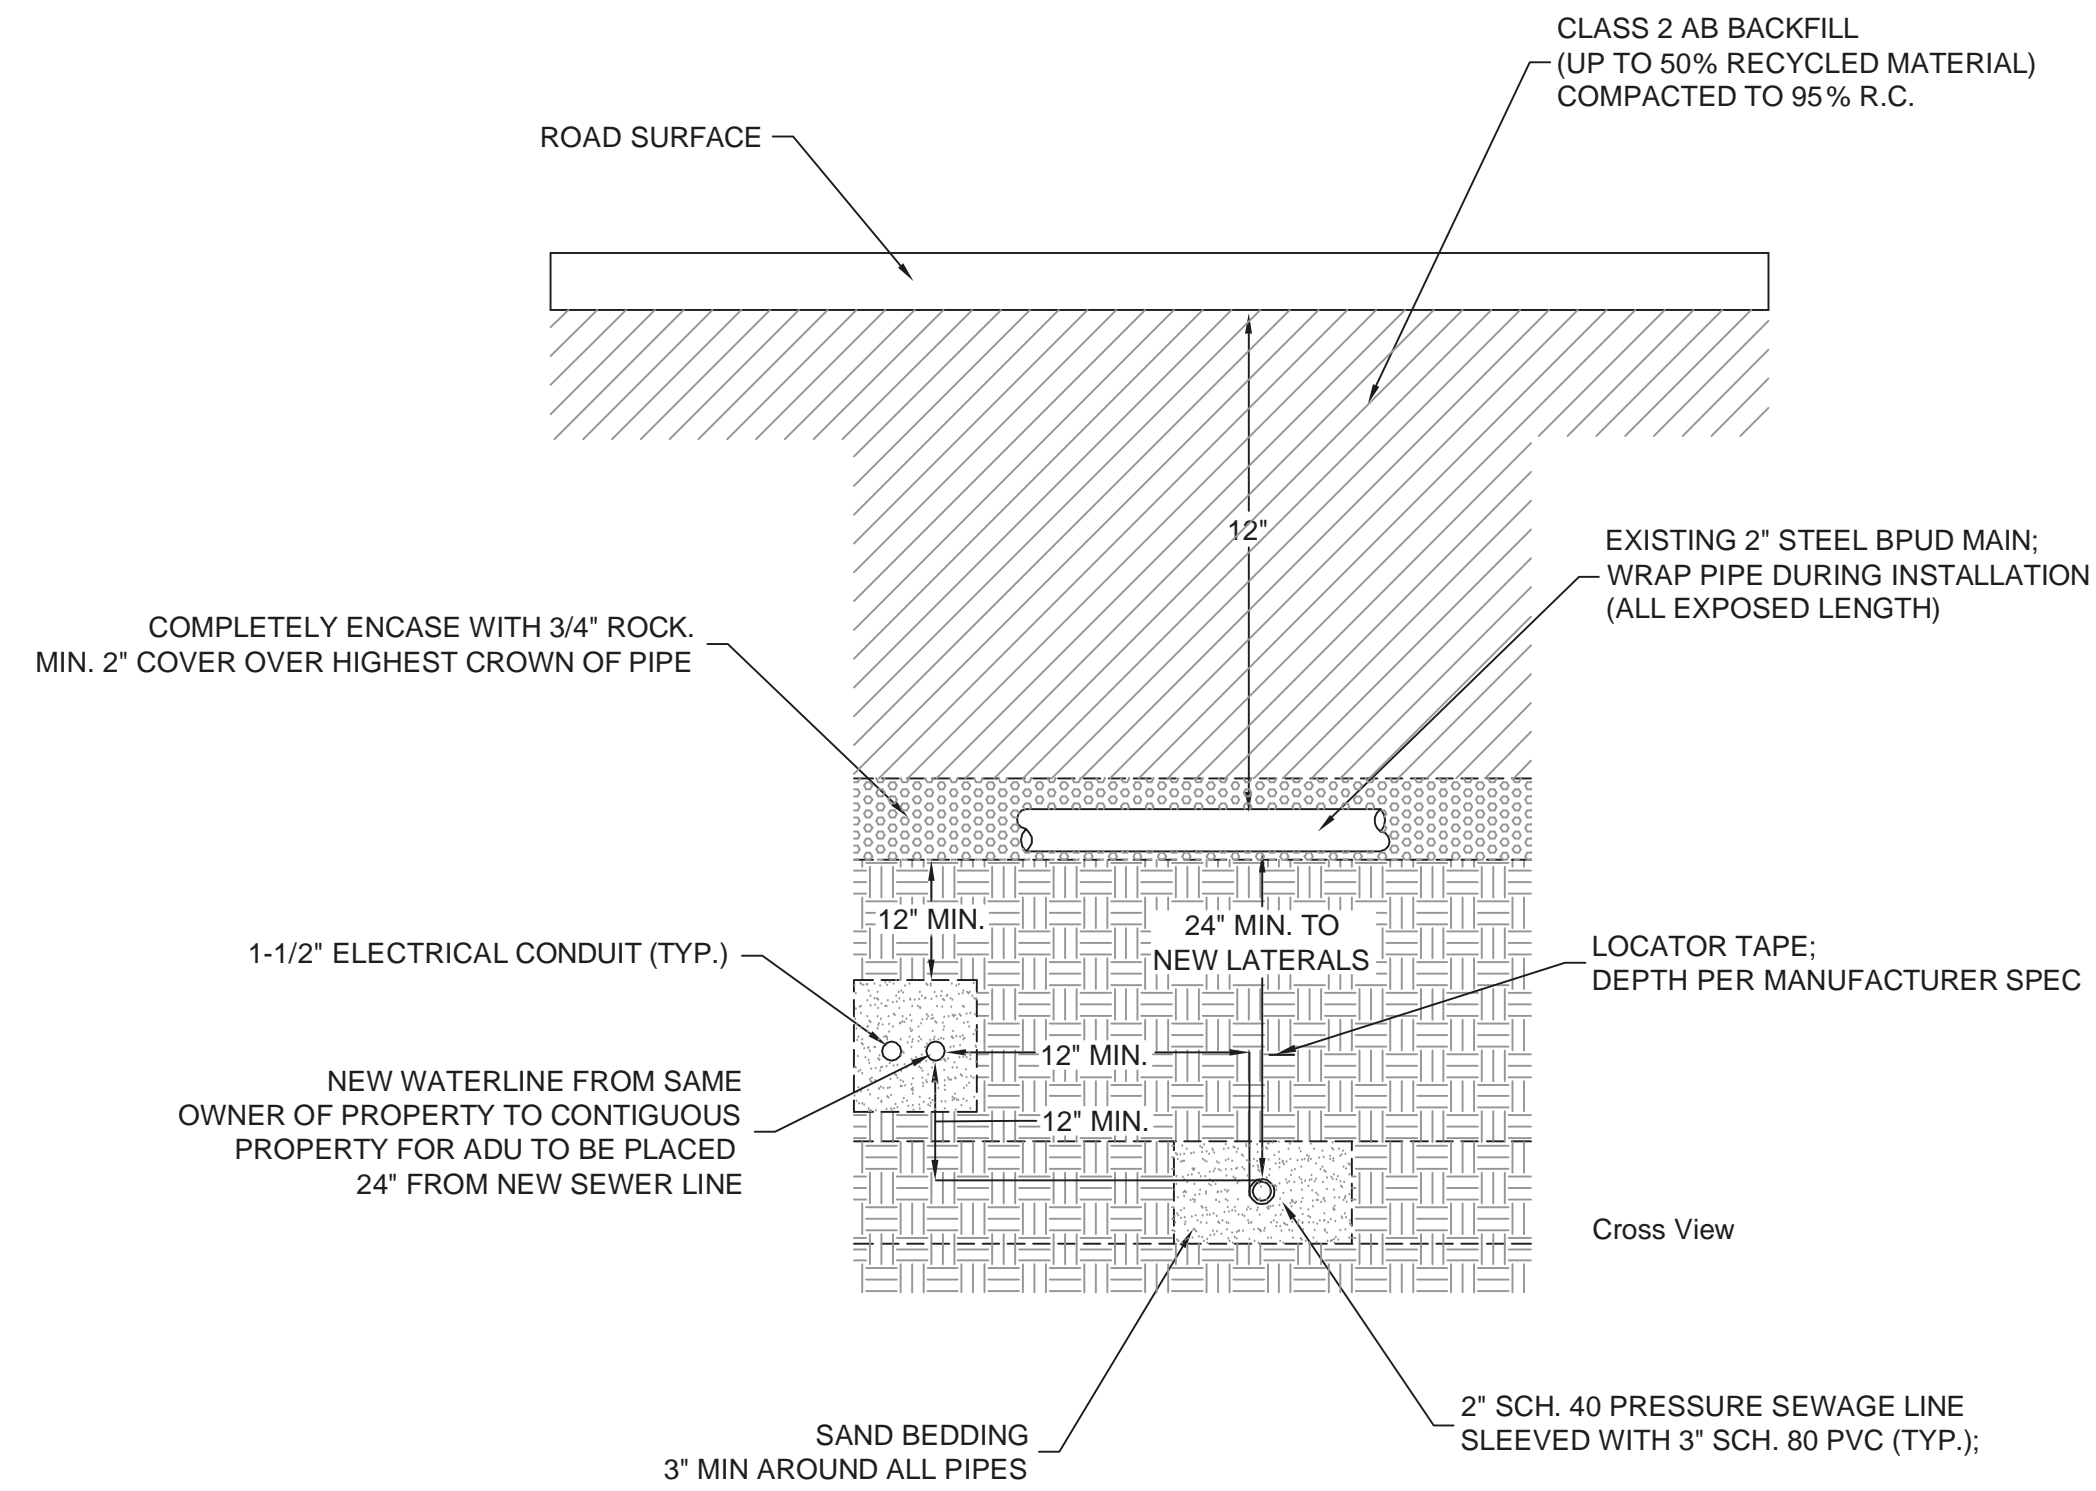 CLASS 2 AB BACKFILL
(UP TO 50% RECYCLED MATERIAL)
COMPACTED TO 95% R.C.
ROAD SURFACE
12"
EXISTING 2" STEEL BPUD MAIN;
WRAP PIPE DURING INSTALLATION
(ALL EXPOSED LENGTH)
COMPLETELY ENCASE WITH 3/4" ROCK.
MIN. 2" COVER OVER HIGHEST CROWN OF PIPE
12" MIN.
24" MIN. TO
NEW LATERALS
1-1/2" ELECTRICAL CONDUIT (TYP.)
LOCATOR TAPE;
DEPTH PER MANUFACTURER SPEC
12" MIN.
NEW WATERLINE FROM SAME
OWNER OF PROPERTY TO CONTIGUOUS
PROPERTY FOR ADU TO BE PLACED
24" FROM NEW SEWER LINE
12" MIN.
Cross View
SAND BEDDING
3" MIN AROUND ALL PIPES
2" SCH. 40 PRESSURE SEWAGE LINE
SLEEVED WITH 3" SCH. 80 PVC (TYP.);